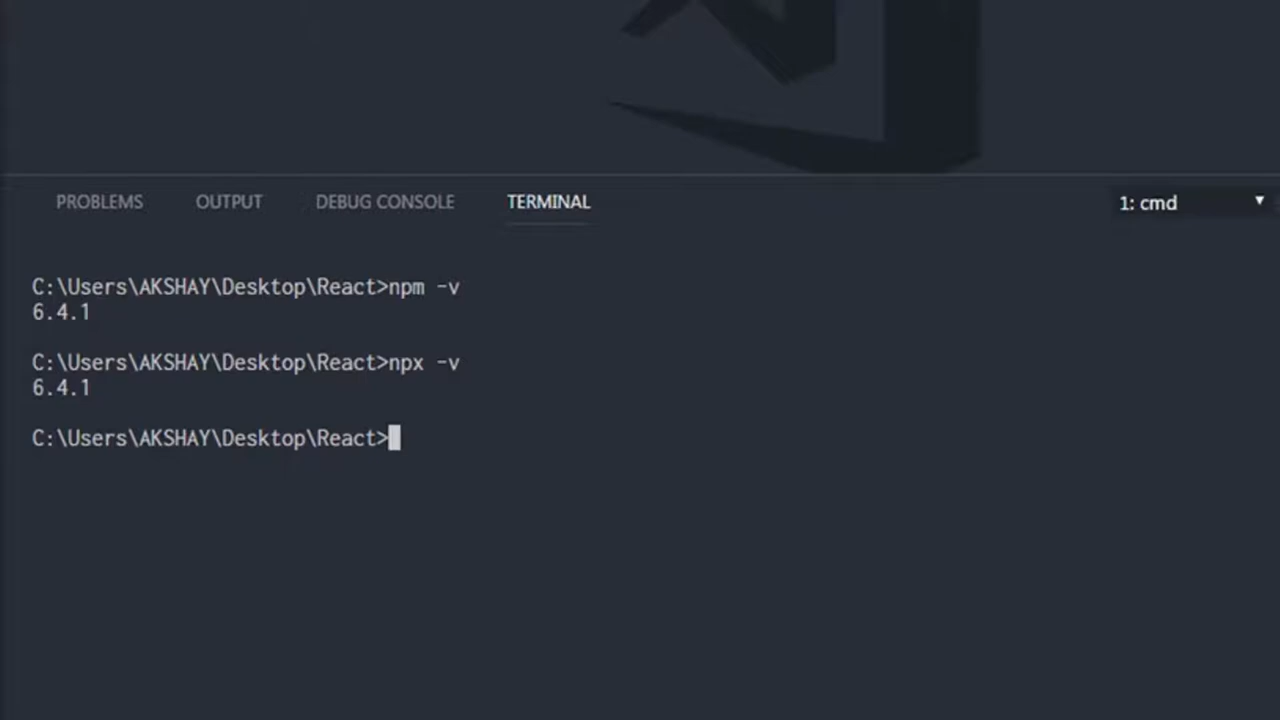 PROBLEMS OUTPUT DEBUG CONSOLE TERMINAL 1: cmd
C:\Users\AKSHAY\Desktop\React>npm -v
6.4.1
C:\Users\AKSHAY\Desktop\React>npx -v
6.4.1
C:\Users\AKSHAY\Desktop\React>